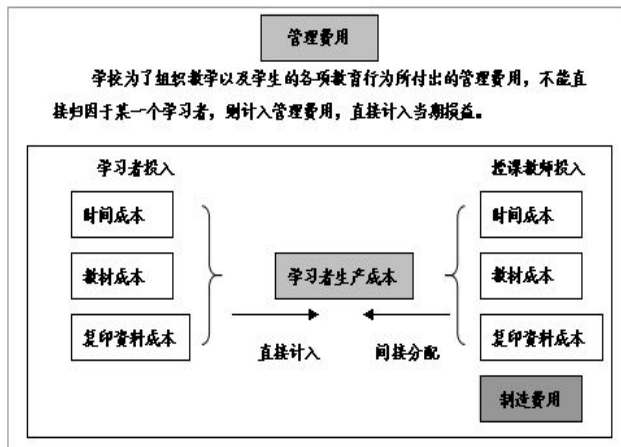 管理费用
学校为了组织教学以及学生的各项教育行为所付出的管理费用，不能直
接归因于某一个学习者，则计入管理费用，直接计入当期损益。
学习者投入
授课教师投入
时间成本
时间成本
教材成本
学习者生产成本
教材成本
复印资料成本
直接计入
间接分配
复印资料成本
制造费用